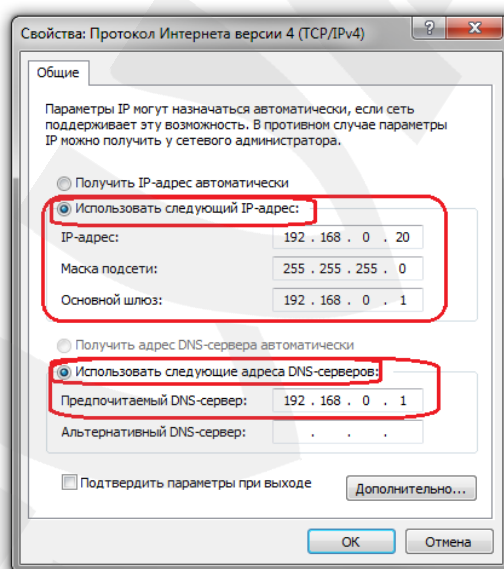 Свойства: Протокол Интернета версии 4 (TCP/IPv4)
Общие
Параметры IP могут назначаться автоматически, если сеть
поддерживает эту возможность. В противном случае параметры
IP можно получить у сетевого администратора.
Получить IP-адрес автоматически
Использовать следующий IP-адрес:
IP-адрес: 192 . 168 . 0 . 20
Маска подсети: 255 . 255 . 255 . 0
Основной шлюз: 192 . 168 . 0 . 1
Получить адрес DNS-сервера автоматически
Использовать следующие адреса DNS-серверов:
Предпочитаемый DNS-сервер: 192 . 168 . 0 . 1
Альтернативный DNS-сервер: . . .
Подтвердить параметры при выходе
Дополнительно...
ОК Отмена